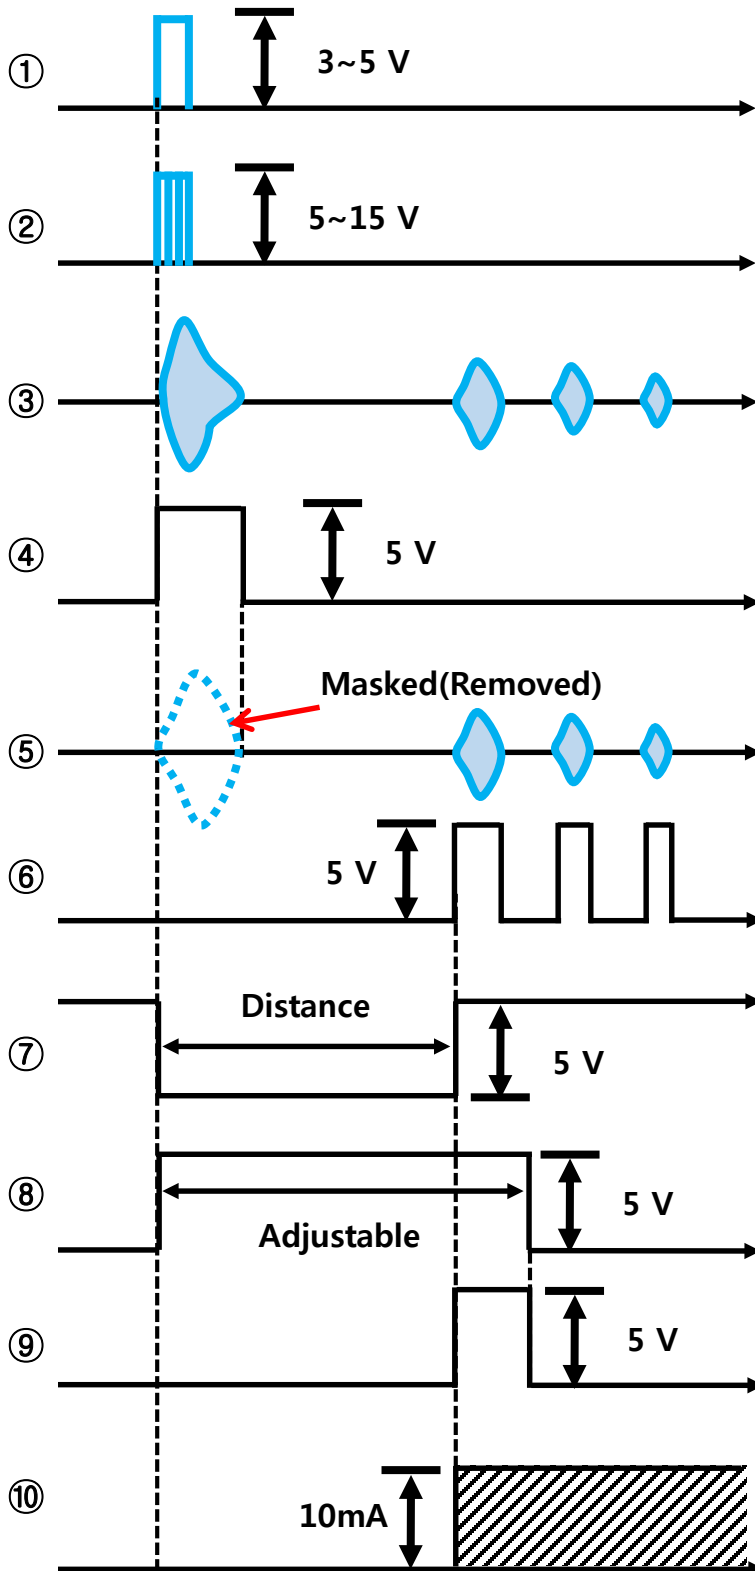 ① 3~5 V
② 5~15 V
③
④ 5 V
Masked(Removed)
⑤
⑥ 5 V
Distance
⑦ 5 V
⑧ 5 V
Adjustable
⑨ 5 V
⑩ 10mA